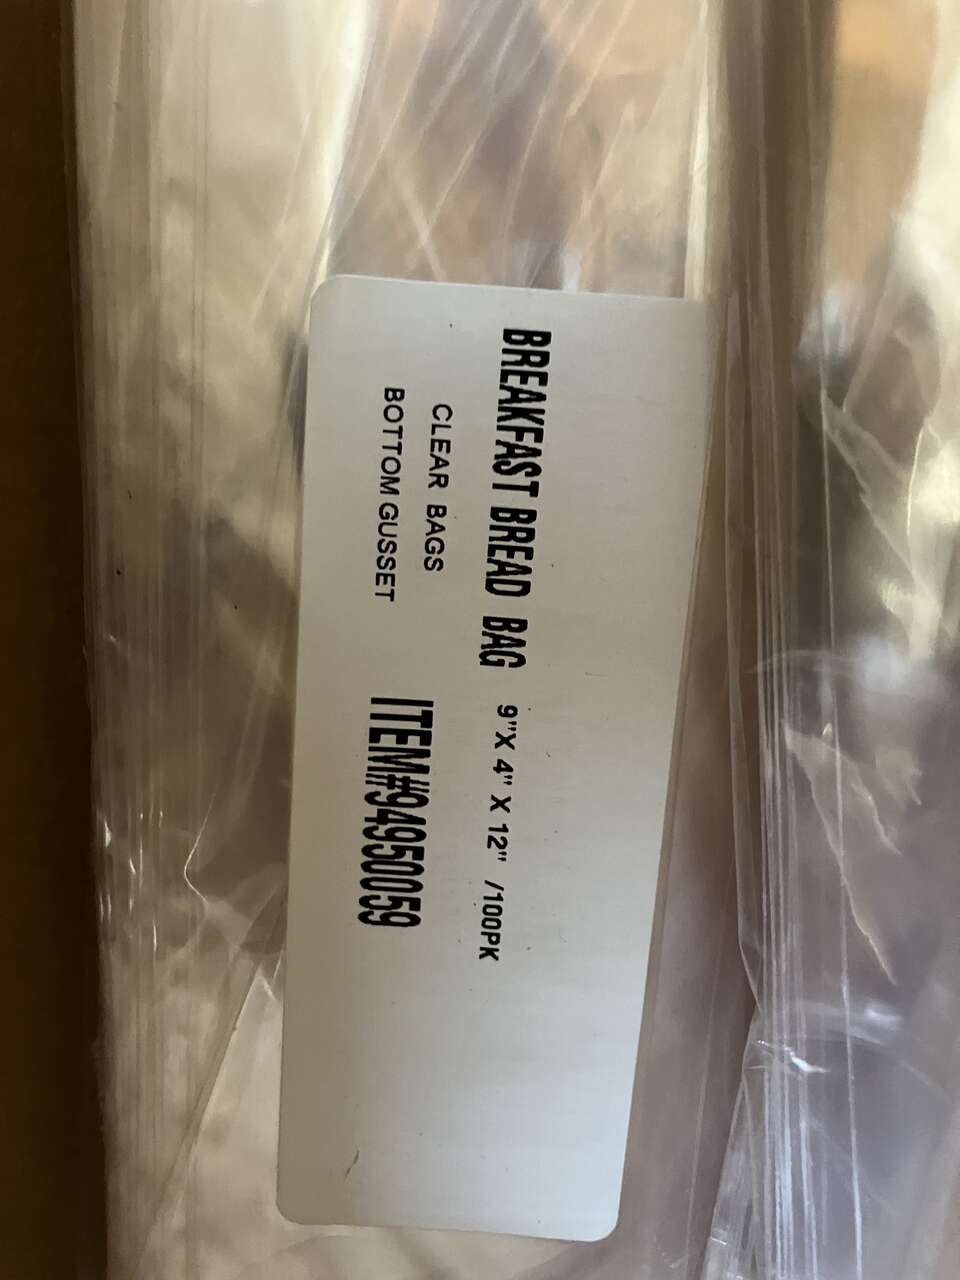 BREAKFAST BREAD BAG 9"X 4" X 12" /100PK
CLEAR BAGS
BOTTOM GUSSET
ITEM#94950059